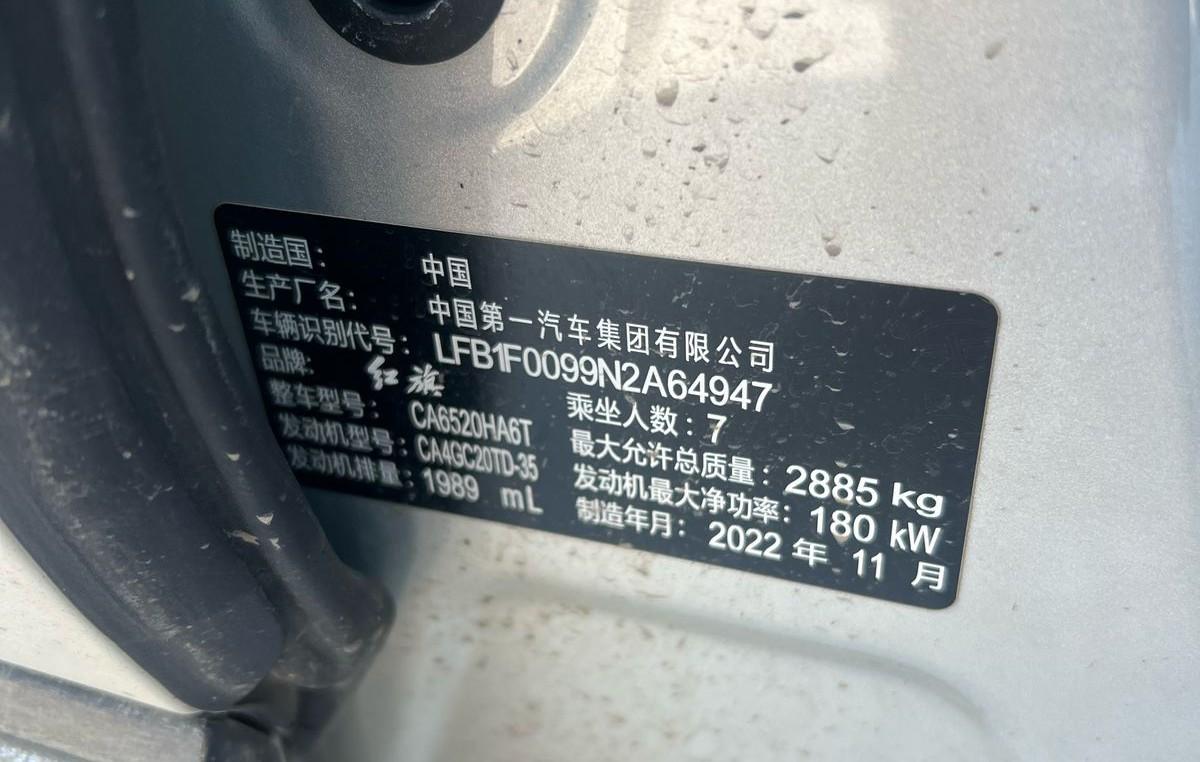 制造国： 中国
生产厂名： 中国第一汽车集团有限公司
车辆识别代号： LFB1F0099N2A64947
品牌: 红旗 乘坐人数：7
整车型号： CA6520HA6T 最大允许总质量：2885 kg
发动机型号：CA4GC20TD-35 发动机最大净功率：180 kW
发动机排量：1989 mL 制造年月：2022 年 11 月